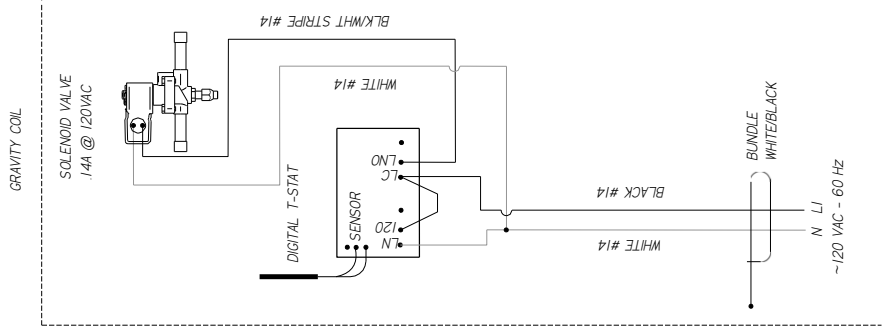 GRAVITY COIL
SOLENOID VALVE
.14A @ 120VAC
BLK/WHT STRIPE #14
WHITE #14
DIGITAL T-STAT
SENSOR
LNO
LC
120
LN
BLACK #14
WHITE #14
BUNDLE
WHITE/BLACK
N L1
~120 VAC - 60 Hz